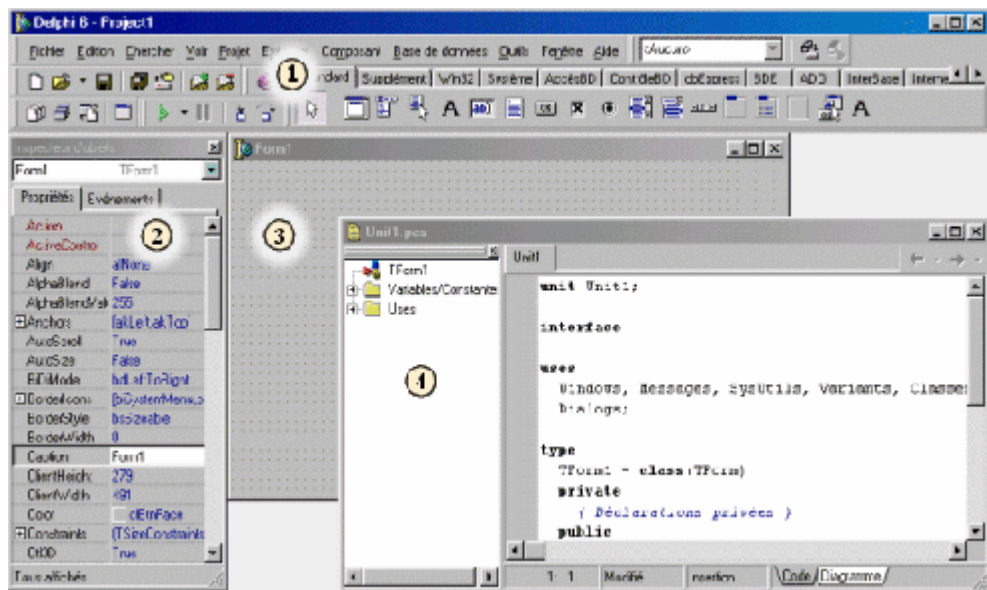 Delphi 6 - Project1
Fichier Edition Chercher Voir Projet Composant Base de données Outils Fenêtre Aide <Aucun>
1
Supplément Win32 Système AccèsBD ContrôleBD dbExpress BDE ADO InterBase Interne
Inspecteur d'objets
Form1 TForm1
Propriétés Evénements
2
Action
ActiveControl
Align alNone
AlphaBlend False
AlphaBlendVal 255
Anchors [akLeft,akTop]
AutoScroll True
AutoSize False
BiDiMode bdLeftToRight
BorderIcons [biSystemMenu,b
BorderStyle bsSizeable
BorderWidth 0
Caption Form1
ClientHeight 279
ClientWidth 491
Color clBtnFace
Constraints (TSizeConstraints
Ctl3D True
Tous affichés
Form1
3
Unit1.pas
TForm1
Variables/Constantes
Uses
4
Unit1
unit Unit1;
interface
uses
Windows, Messages, SysUtils, Variants, Classes
Dialogs;
type
TForm1 = class(TForm)
private
{ Déclarations privées }
public
1: 1 Modifié Insertion Code Diagramme